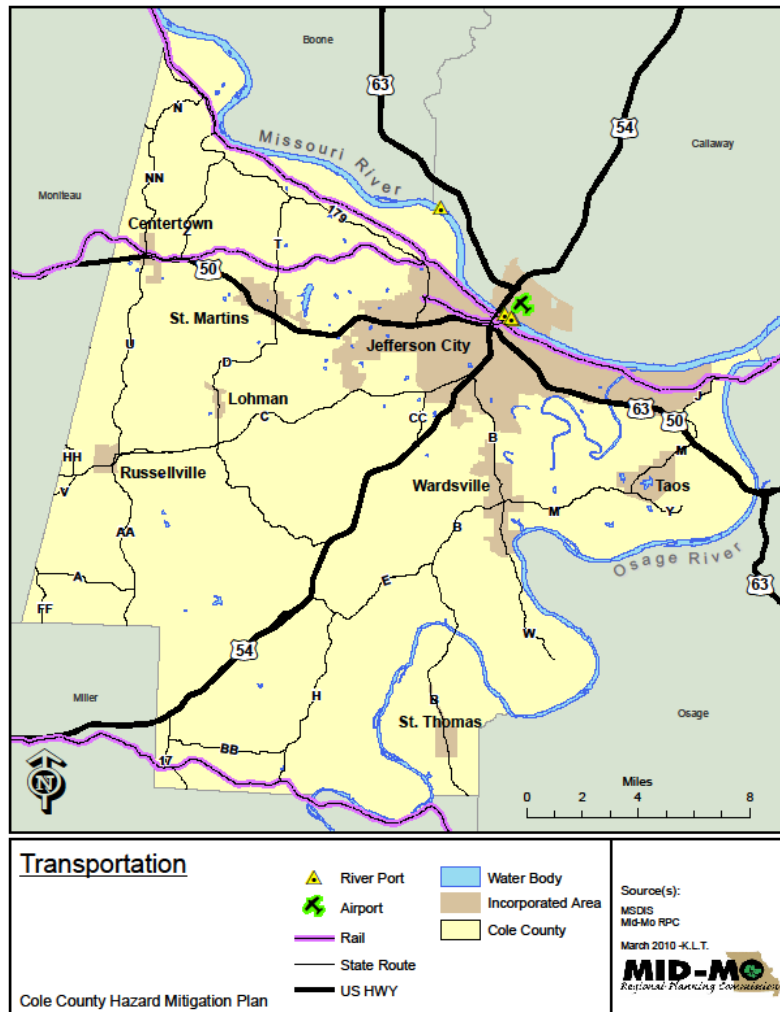 Boone
63
54
Callaway
Missouri River
N
NN
Moniteau
179
Centertown
Z
T
50
St. Martins
Jefferson City
U
D
Lohman
C
CC
63
50
J
HH
B
M
Russellville
V
Wardsville
Taos
AA
B
M
Y
Osage River
A
E
63
FF
W
54
Miller
H
B
Osage
St. Thomas
BB
17
N
Miles
0 2 4 8
Transportation
River Port
Airport
Rail
State Route
US HWY
Water Body
Incorporated Area
Cole County
Source(s):
MSDIS
Mid-Mo RPC
March 2010 -K.L.T.
MID-MO
Regional Planning Commission
Cole County Hazard Mitigation Plan